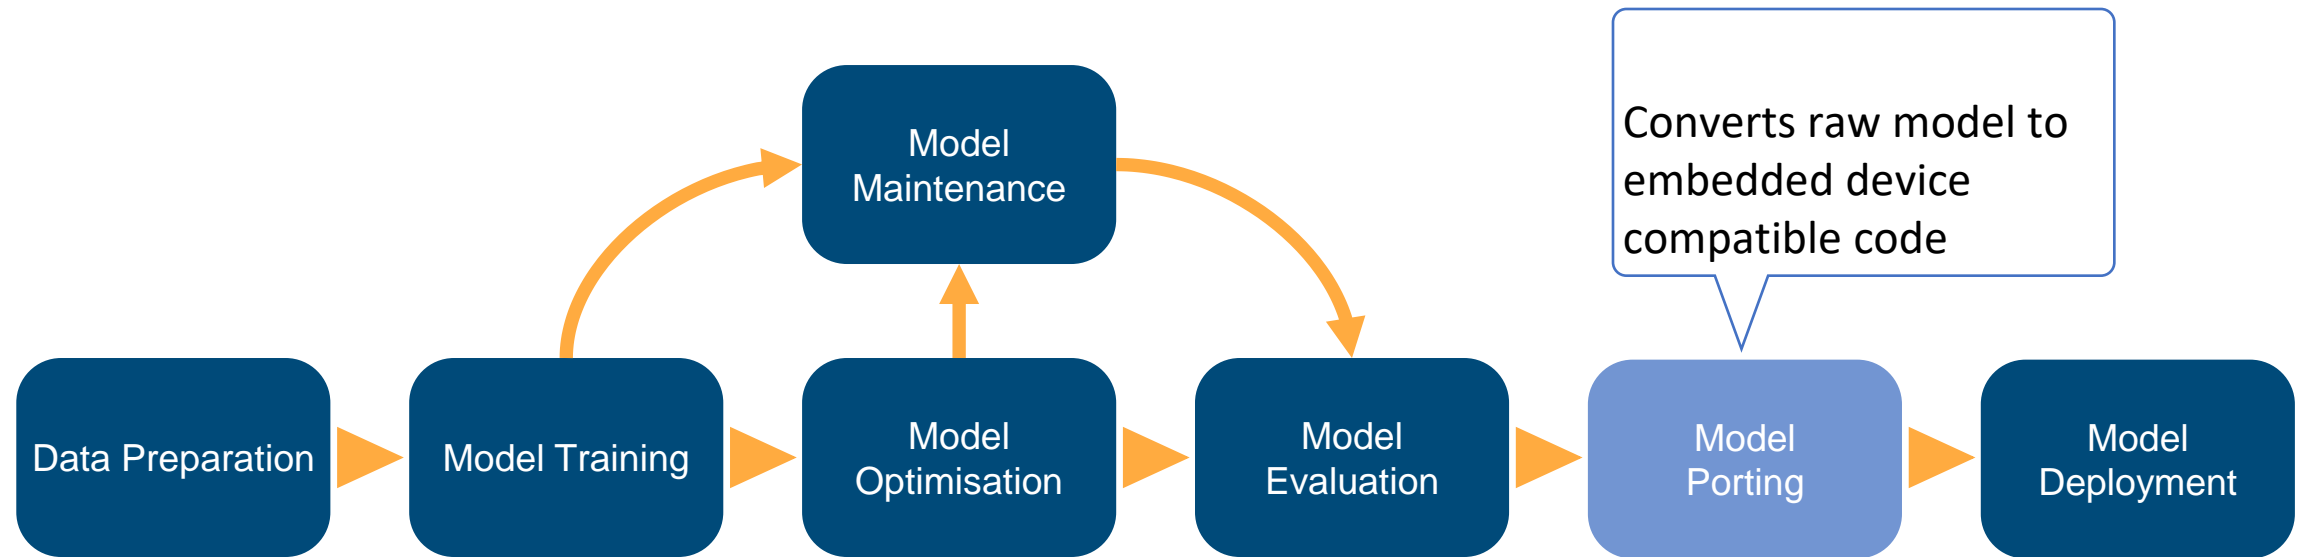 Converts raw model to
embedded device
compatible code
Model
Maintenance
Data Preparation
Model Training
Model
Optimisation
Model
Evaluation
Model
Porting
Model
Deployment